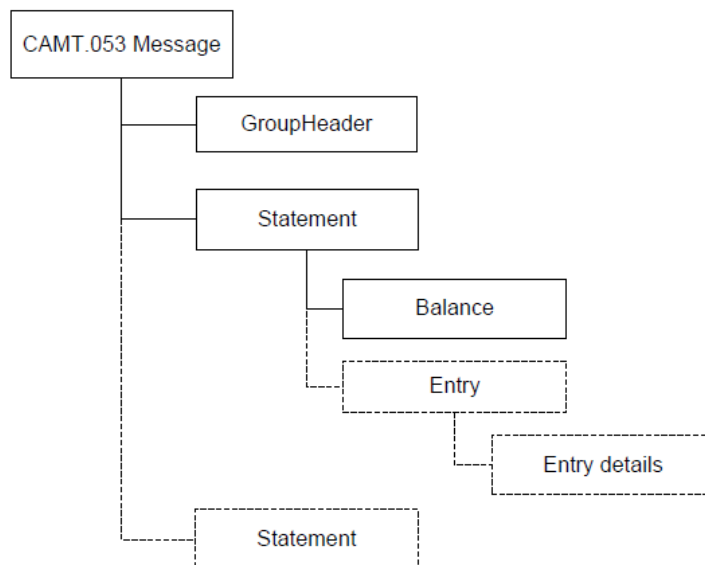 CAMT.053 Message
GroupHeader
Statement
Balance
Entry
Entry details
Statement